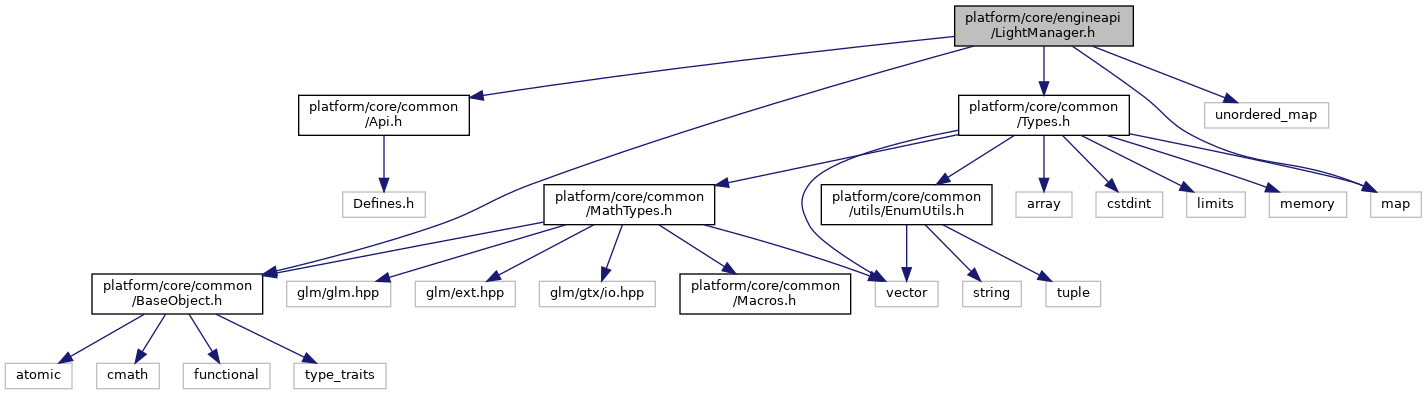 platform/core/engineapi
/LightManager.h
platform/core/common
/Api.h
platform/core/common
/Types.h
unordered_map
Defines.h
platform/core/common
/MathTypes.h
platform/core/common
/utils/EnumUtils.h
array
cstdint
limits
memory
map
platform/core/common
/BaseObject.h
glm/glm.hpp
glm/ext.hpp
glm/gtx/io.hpp
platform/core/common
/Macros.h
vector
string
tuple
atomic
cmath
functional
type_traits